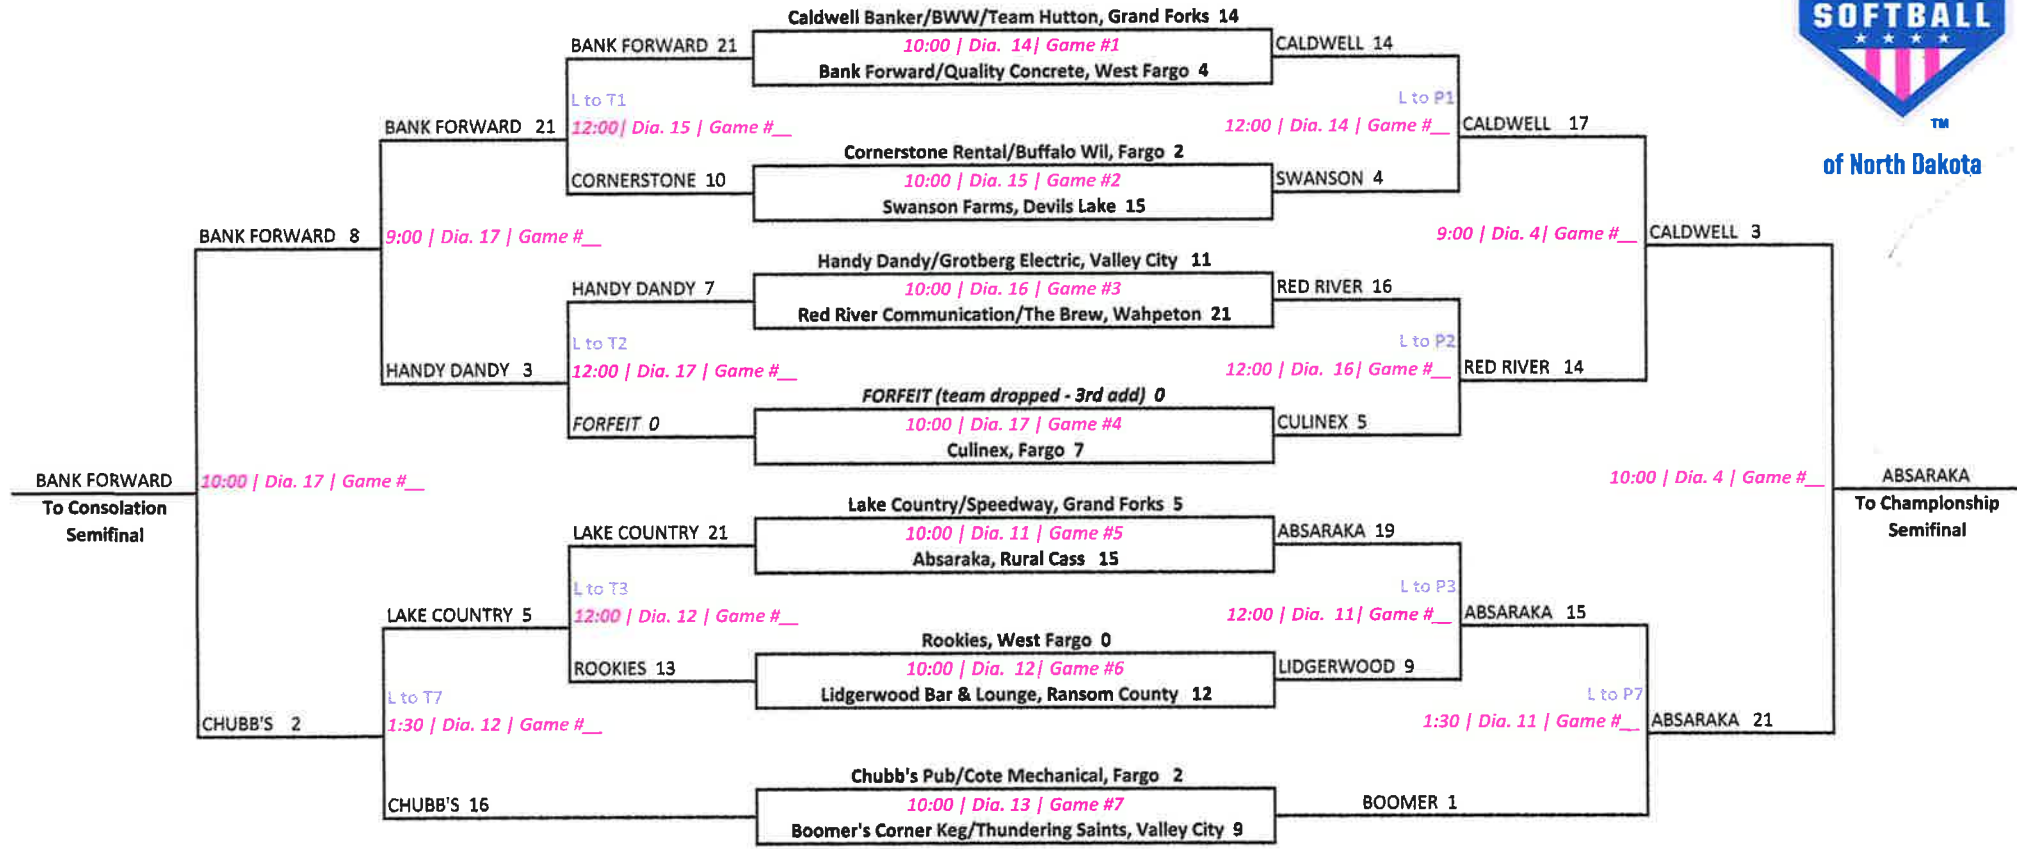 SOFTBALL
TM
of North Dakota
Caldwell Banker/BWW/Team Hutton, Grand Forks 14
BANK FORWARD 21
10:00 | Dia. 14| Game #1
CALDWELL 14
Bank Forward/Quality Concrete, West Fargo 4
L to T1
L to P1
BANK FORWARD 21
12:00| Dia. 15 | Game #__
12:00 | Dia. 14 | Game #__
CALDWELL 17
Cornerstone Rental/Buffalo Wil, Fargo 2
CORNERSTONE 10
10:00 | Dia. 15 | Game #2
SWANSON 4
Swanson Farms, Devils Lake 15
BANK FORWARD 8
9:00 | Dia. 17 | Game #__
9:00 | Dia. 4| Game #__
CALDWELL 3
Handy Dandy/Grotberg Electric, Valley City 11
HANDY DANDY 7
10:00 | Dia. 16 | Game #3
RED RIVER 16
Red River Communication/The Brew, Wahpeton 21
L to T2
L to P2
HANDY DANDY 3
12:00 | Dia. 17 | Game #__
12:00 | Dia. 16| Game #__
RED RIVER 14
FORFEIT (team dropped - 3rd add) 0
FORFEIT 0
10:00 | Dia. 17 | Game #4
CULINEX 5
Culinex, Fargo 7
BANK FORWARD
10:00 | Dia. 17 | Game #__
10:00 | Dia. 4 | Game #__
ABSARAKA
To Consolation
Semifinal
To Championship
Semifinal
Lake Country/Speedway, Grand Forks 5
LAKE COUNTRY 21
10:00 | Dia. 11 | Game #5
ABSARAKA 19
Absaraka, Rural Cass 15
L to T3
L to P3
LAKE COUNTRY 5
12:00 | Dia. 12 | Game #__
12:00 | Dia. 11| Game #__
ABSARAKA 15
Rookies, West Fargo 0
ROOKIES 13
10:00 | Dia. 12| Game #6
LIDGERWOOD 9
Lidgerwood Bar & Lounge, Ransom County 12
L to T7
L to P7
CHUBB'S 2
1:30 | Dia. 12 | Game #__
1:30 | Dia. 11 | Game #__
ABSARAKA 21
Chubb's Pub/Cote Mechanical, Fargo 2
CHUBB'S 16
10:00 | Dia. 13 | Game #7
BOOMER 1
Boomer's Corner Keg/Thundering Saints, Valley City 9